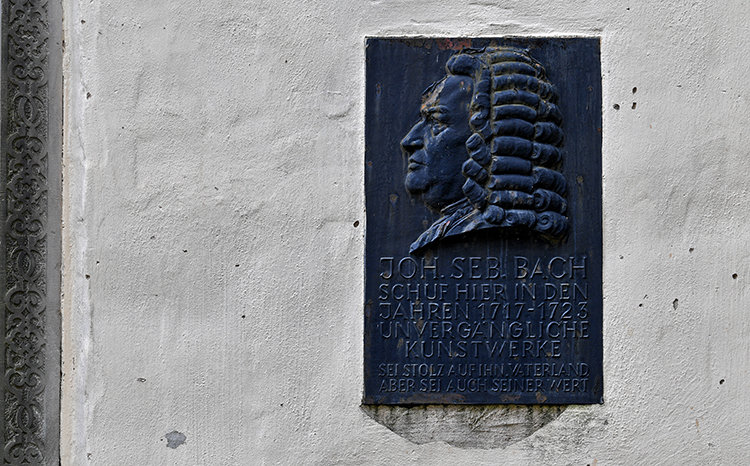 JOH. SEB. BACH
SCHUF HIER IN DEN
JAHREN 1717-1723
UNVERGÄNGLICHE
KUNSTWERKE
SEI STOLZ AUF IHN, VATERLAND
ABER SEI AUCH SEINER WERT